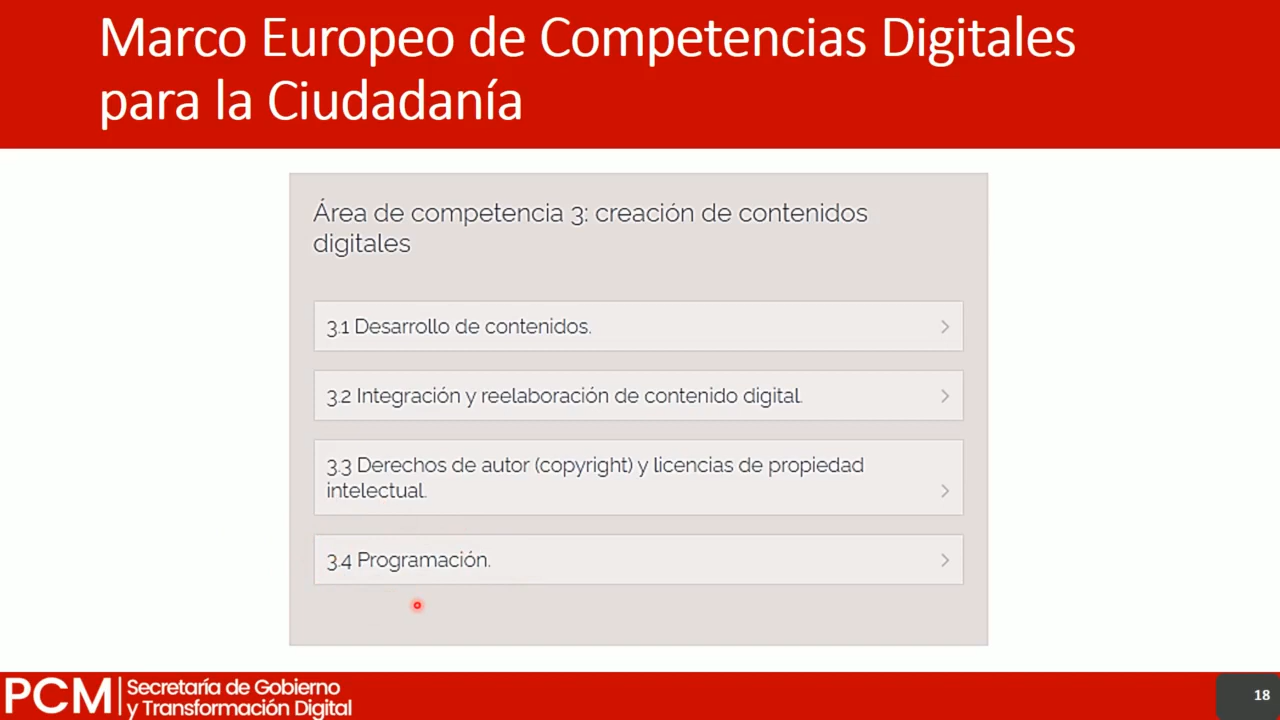 Marco Europeo de Competencias Digitales
para la Ciudadanía
Área de competencia 3: creación de contenidos
digitales
3.1 Desarrollo de contenidos.
3.2 Integración y reelaboración de contenido digital.
3.3 Derechos de autor (copyright) y licencias de propiedad
intelectual.
3.4 Programación.
PCM
Secretaría de Gobierno
y Transformación Digital
18